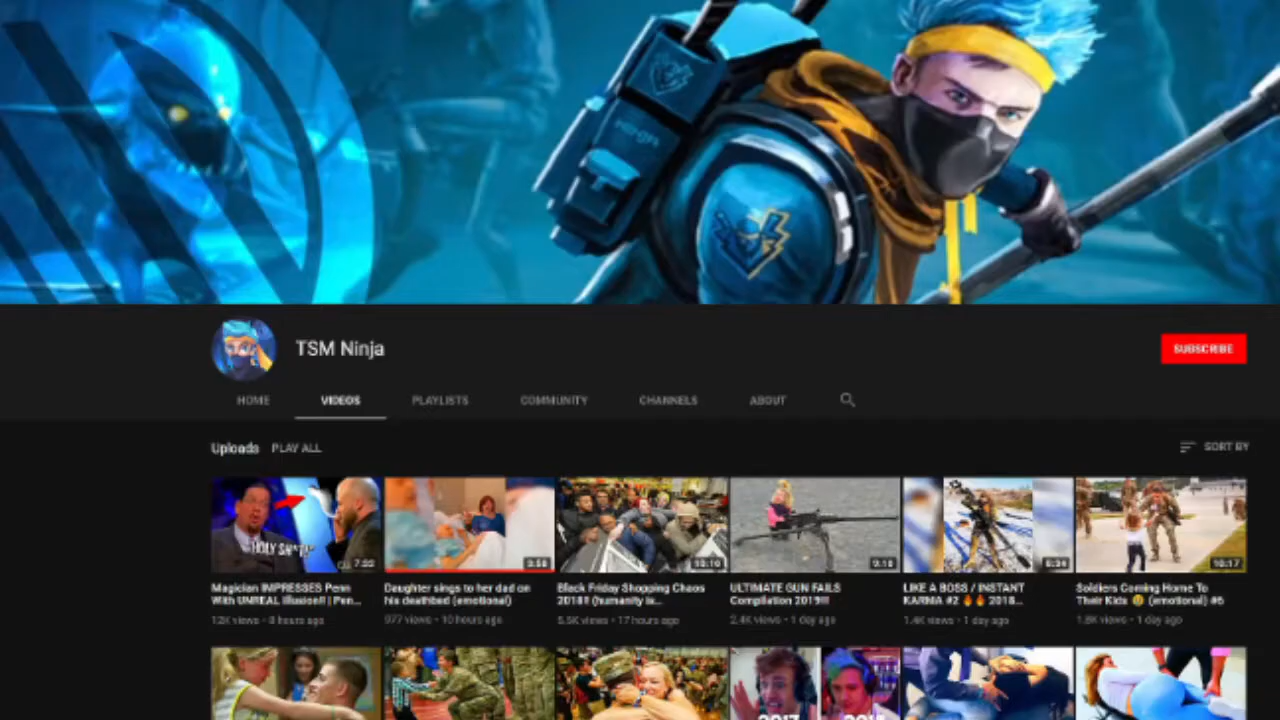 TSM Ninja
SUBSCRIBE
HOME VIDEOS PLAYLISTS COMMUNITY CHANNELS ABOUT
Uploads PLAY ALL SORT BY
HOLY SH*T!
7:22 3:58 10:10 9:10 8:34 10:17
Magician IMPRESSES Penn With UNREAL Illusion!! | Pen...
12K views • 8 hours ago
Daughter sings to her dad on his deathbed (emotional)
977 views • 10 hours ago
Black Friday Shopping Chaos 2018!! (humanity is...
5.5K views • 17 hours ago
ULTIMATE GUN FAILS Compilation 2019!!!
2.4K views • 1 day ago
LIKE A BOSS / INSTANT KARMA #2 🔥🔥 2018...
1.4K views • 1 day ago
Soldiers Coming Home To Their Kids 😢 (emotional) #6
1.8K views • 1 day ago
2017